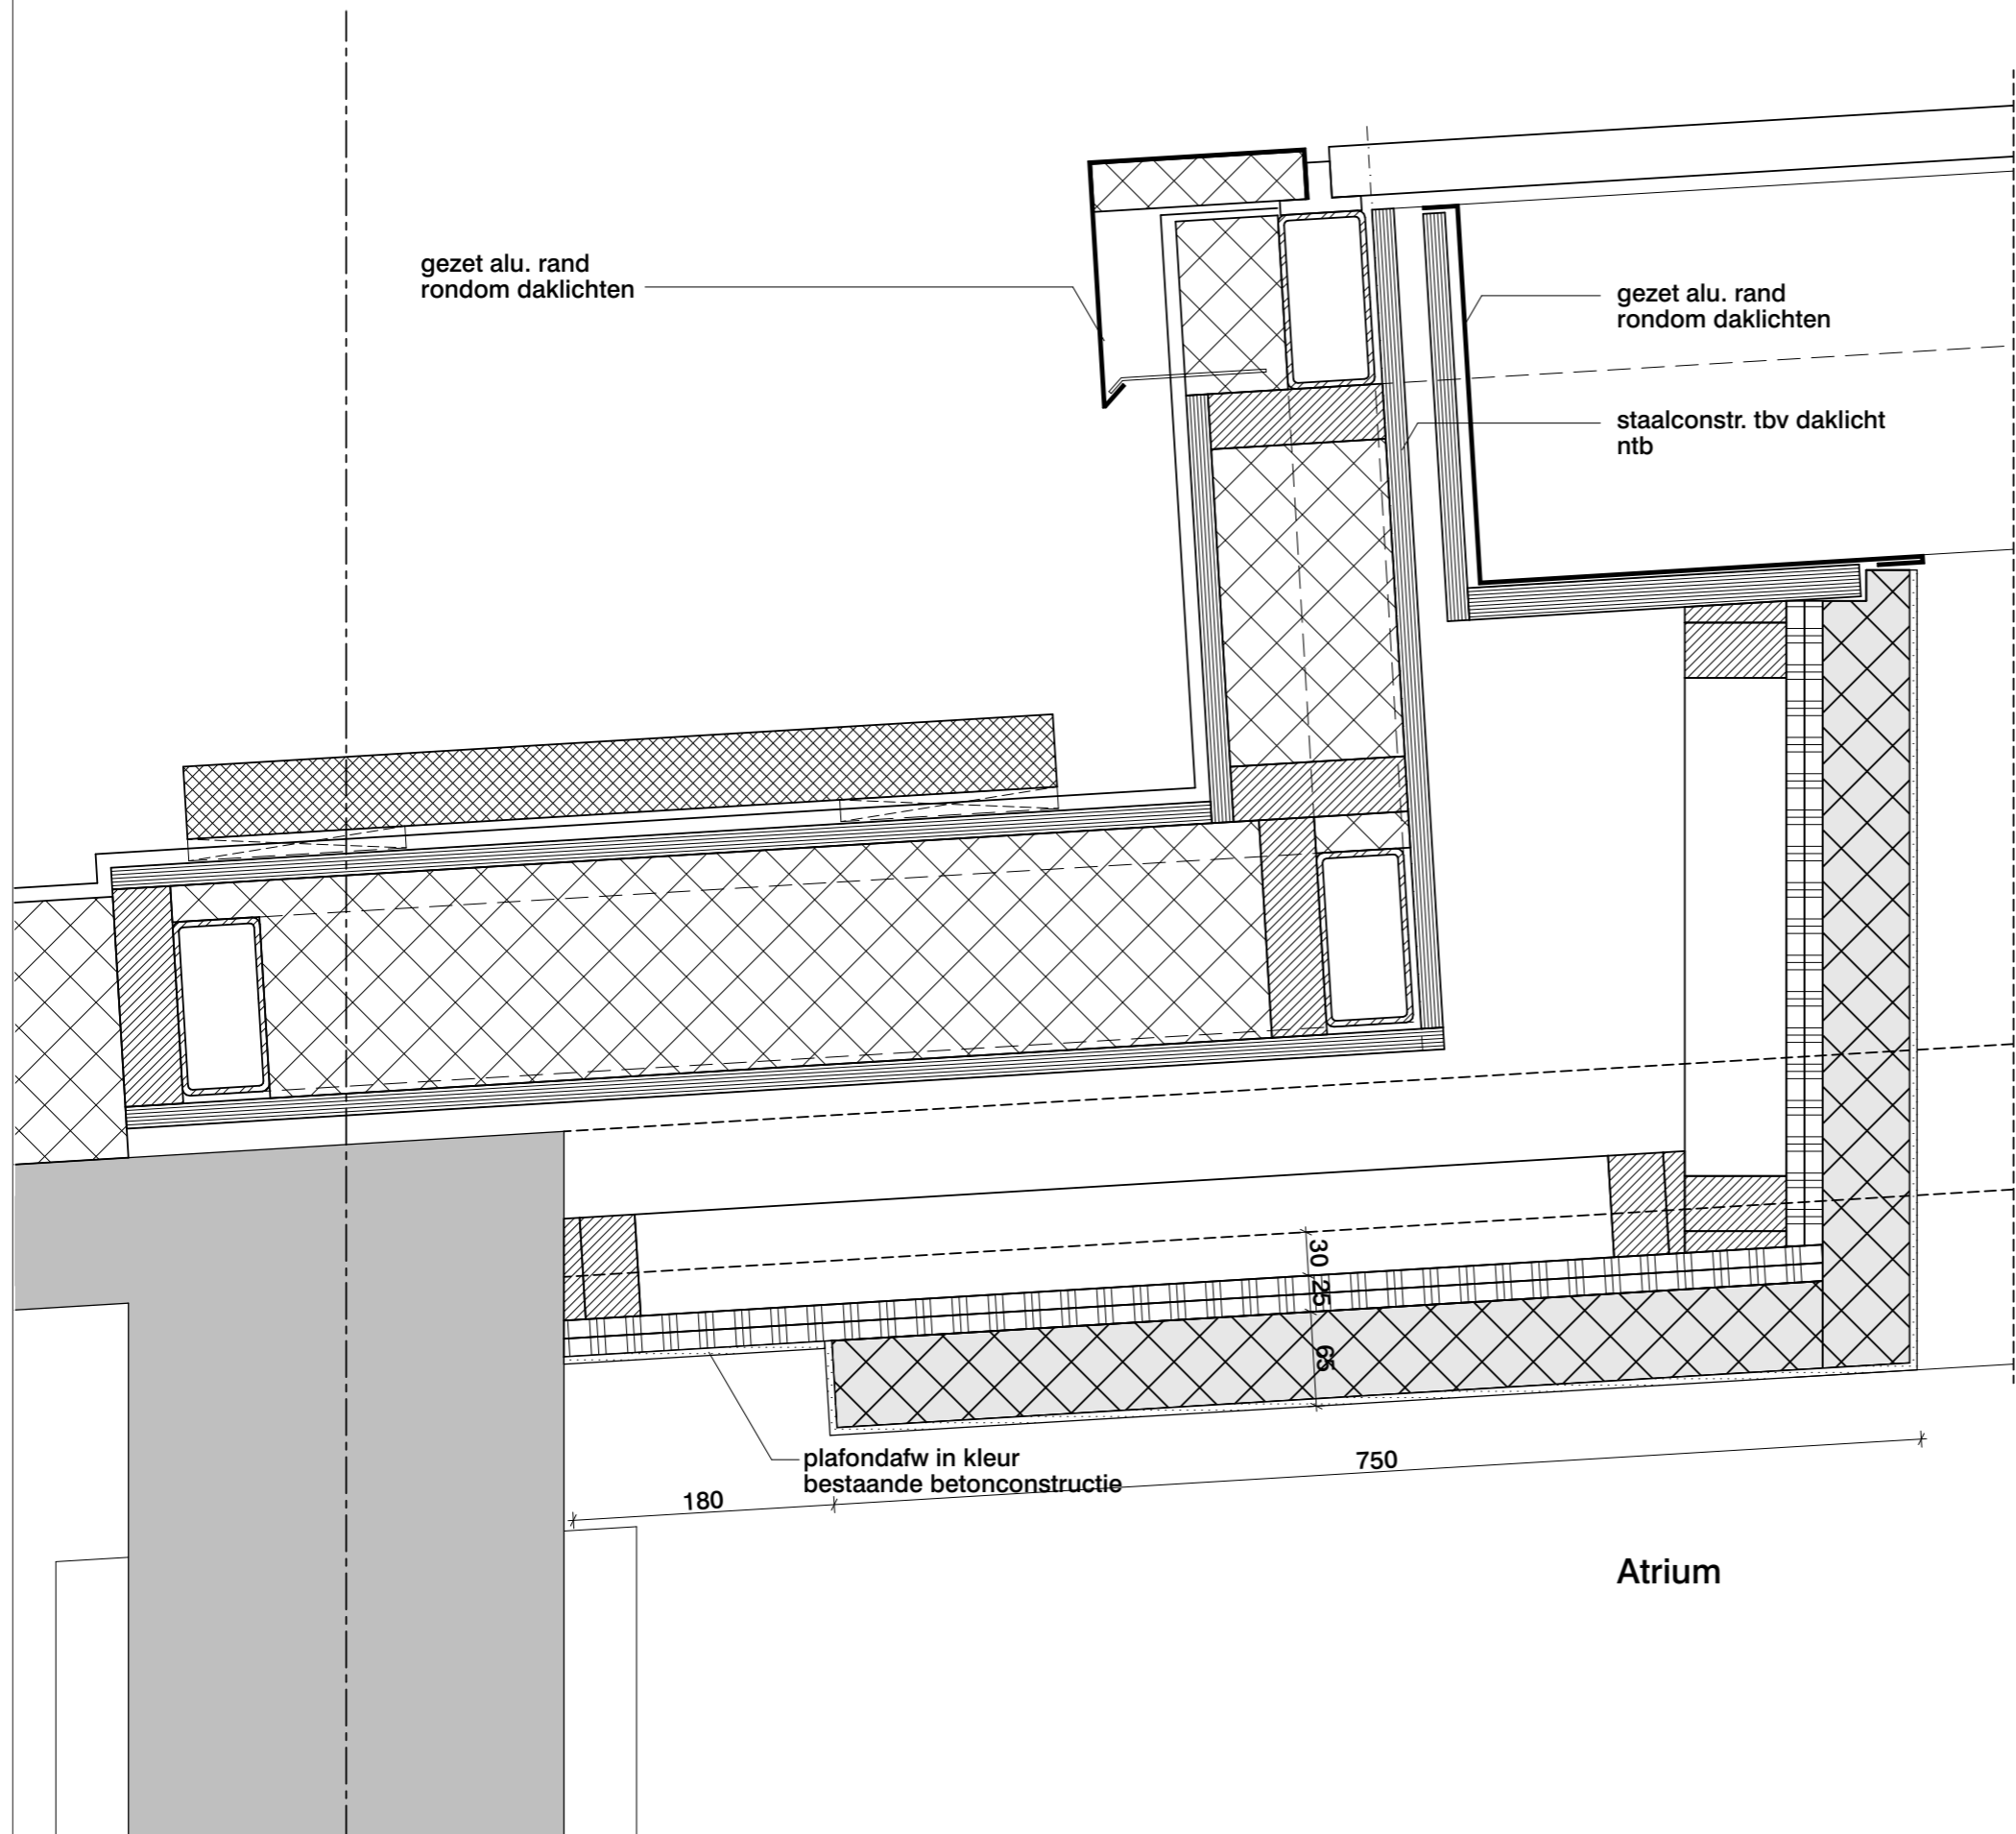 gezet alu. rand
rondom daklichten
gezet alu. rand
rondom daklichten
staalconstr. tbv daklicht
ntb
30
25
65
plafondafw in kleur
bestaande betonconstructie
750
180
Atrium